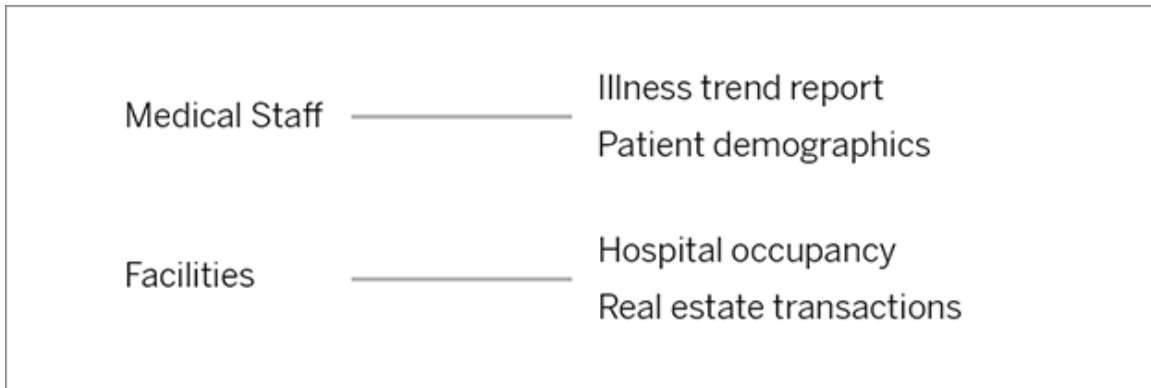 Medical Staff
Illness trend report
Patient demographics
Facilities
Hospital occupancy
Real estate transactions